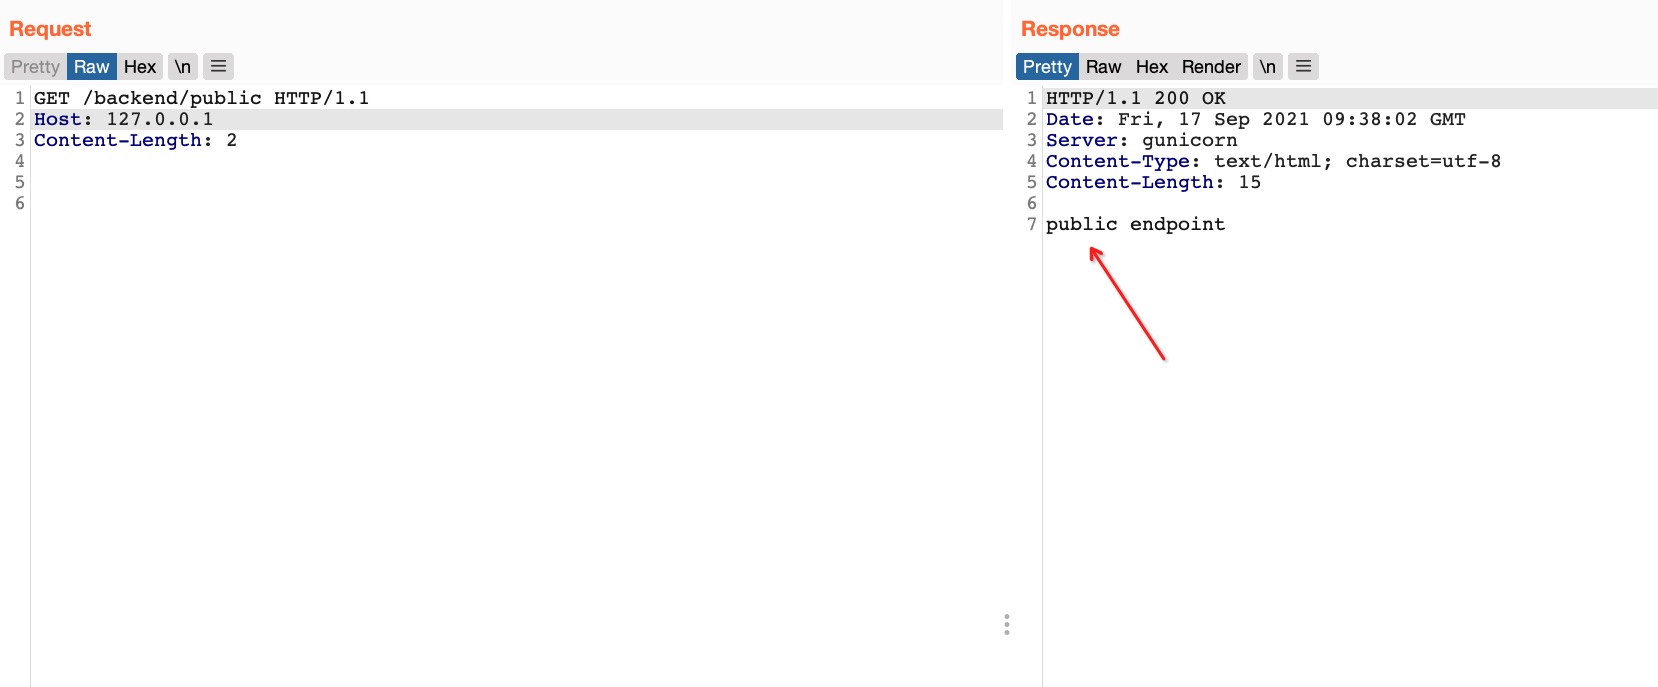 Request
Pretty Raw Hex \n
1 GET /backend/public HTTP/1.1
2 Host: 127.0.0.1
3 Content-Length: 2
4
5
6
Response
Pretty Raw Hex Render \n
1 HTTP/1.1 200 OK
2 Date: Fri, 17 Sep 2021 09:38:02 GMT
3 Server: gunicorn
4 Content-Type: text/html; charset=utf-8
5 Content-Length: 15
6
7 public endpoint